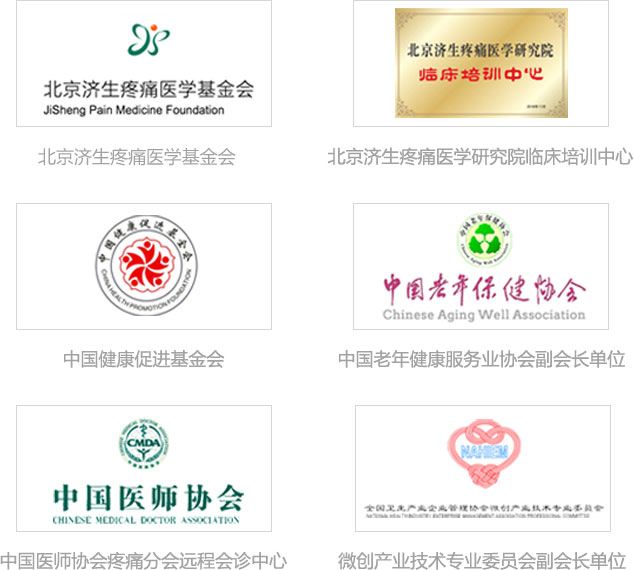 北京济生疼痛医学基金会
JiSheng Pain Medicine Foundation
北京济生疼痛医学研究院
临床培训中心
北京济生疼痛医学基金会
北京济生疼痛医学研究院临床培训中心
中国健康促进基金会
CHINA HEALTH PROMOTION FOUNDATION
中国老年保健协会
Chinese Aging Well Association
中国老年保健协会
Chinese Aging Well Association
中国健康促进基金会
中国老年健康服务业协会副会长单位
CHINESE MEDICAL DOCTOR ASSOCIATION
CMDA
中国医师协会
CHINESE MEDICAL DOCTOR ASSOCIATION
NAHIEM
全国卫生产业企业管理协会微创产业技术专业委员会
NATIONAL HEALTH INDUSTRY ENTERPRISE MANAGEMENT ASSOCIATION PROFESSIONAL COMMITTEE
中国医师协会疼痛分会远程会诊中心
微创产业技术专业委员会副会长单位